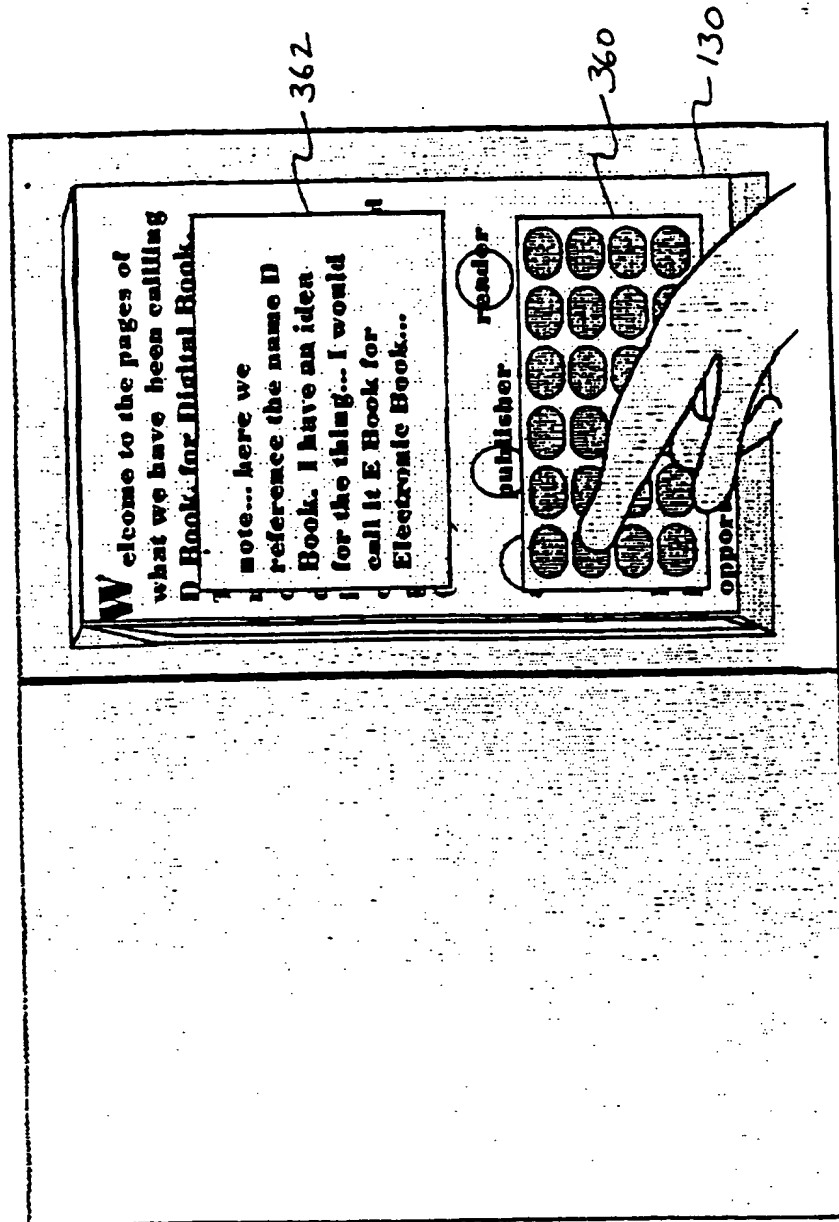 Welcome to the pages of
what we have been callling
D Book for Digital Book.
note... here we
reference the name D
Book. I have an idea
for the thing... I would
call it E Book for
Electronic Book...
publisher reader
oppor
362
360
130